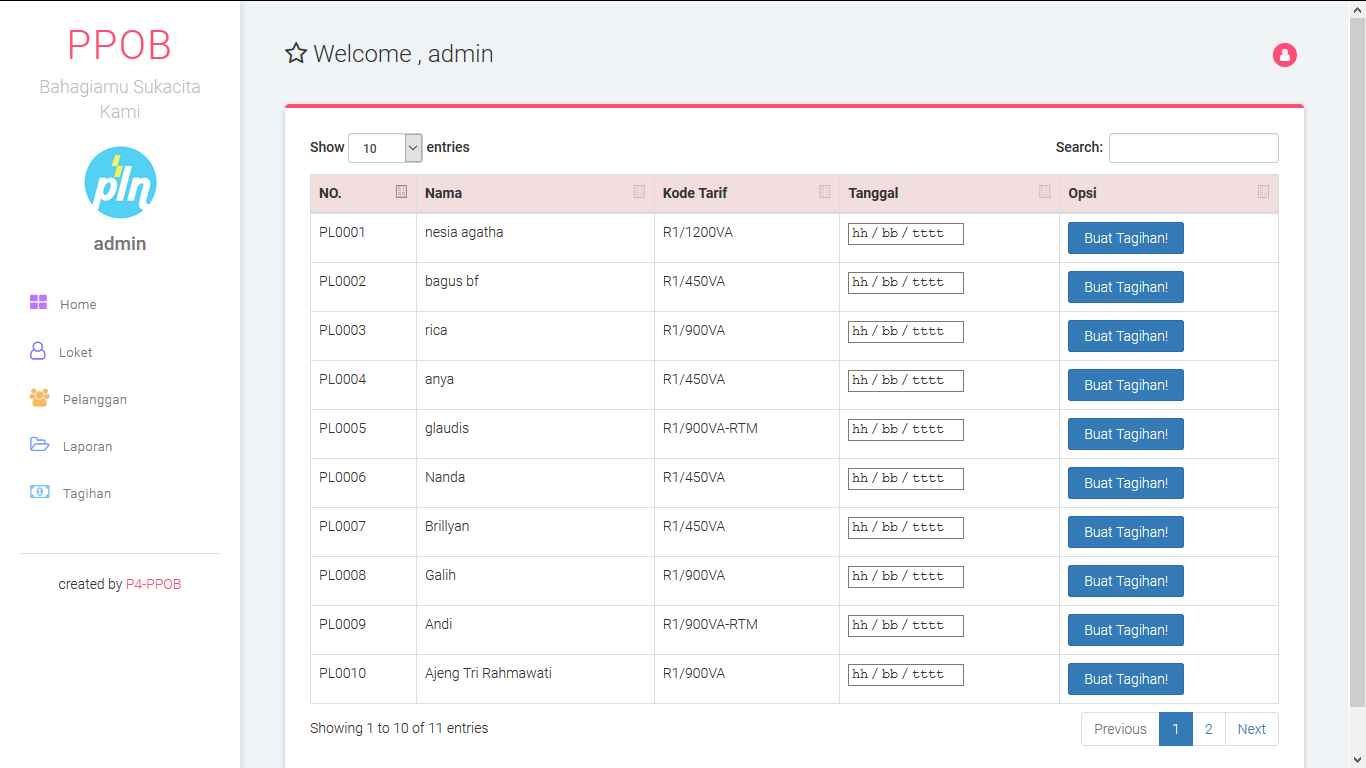 PPOB
Bahagiamu Sukacita
Kami
pln
admin
Home
Loket
Pelanggan
Laporan
Tagihan
created by P4-PPOB
Welcome , admin
Show 10 entries
Search:
NO. Nama Kode Tarif Tanggal Opsi
PL0001 nesia agatha R1/1200VA hh / bb / tttt Buat Tagihan!
PL0002 bagus bf R1/450VA hh / bb / tttt Buat Tagihan!
PL0003 rica R1/900VA hh / bb / tttt Buat Tagihan!
PL0004 anya R1/450VA hh / bb / tttt Buat Tagihan!
PL0005 glaudis R1/900VA-RTM hh / bb / tttt Buat Tagihan!
PL0006 Nanda R1/450VA hh / bb / tttt Buat Tagihan!
PL0007 Brillyan R1/450VA hh / bb / tttt Buat Tagihan!
PL0008 Galih R1/900VA hh / bb / tttt Buat Tagihan!
PL0009 Andi R1/900VA-RTM hh / bb / tttt Buat Tagihan!
PL0010 Ajeng Tri Rahmawati R1/900VA hh / bb / tttt Buat Tagihan!
Showing 1 to 10 of 11 entries
Previous 1 2 Next